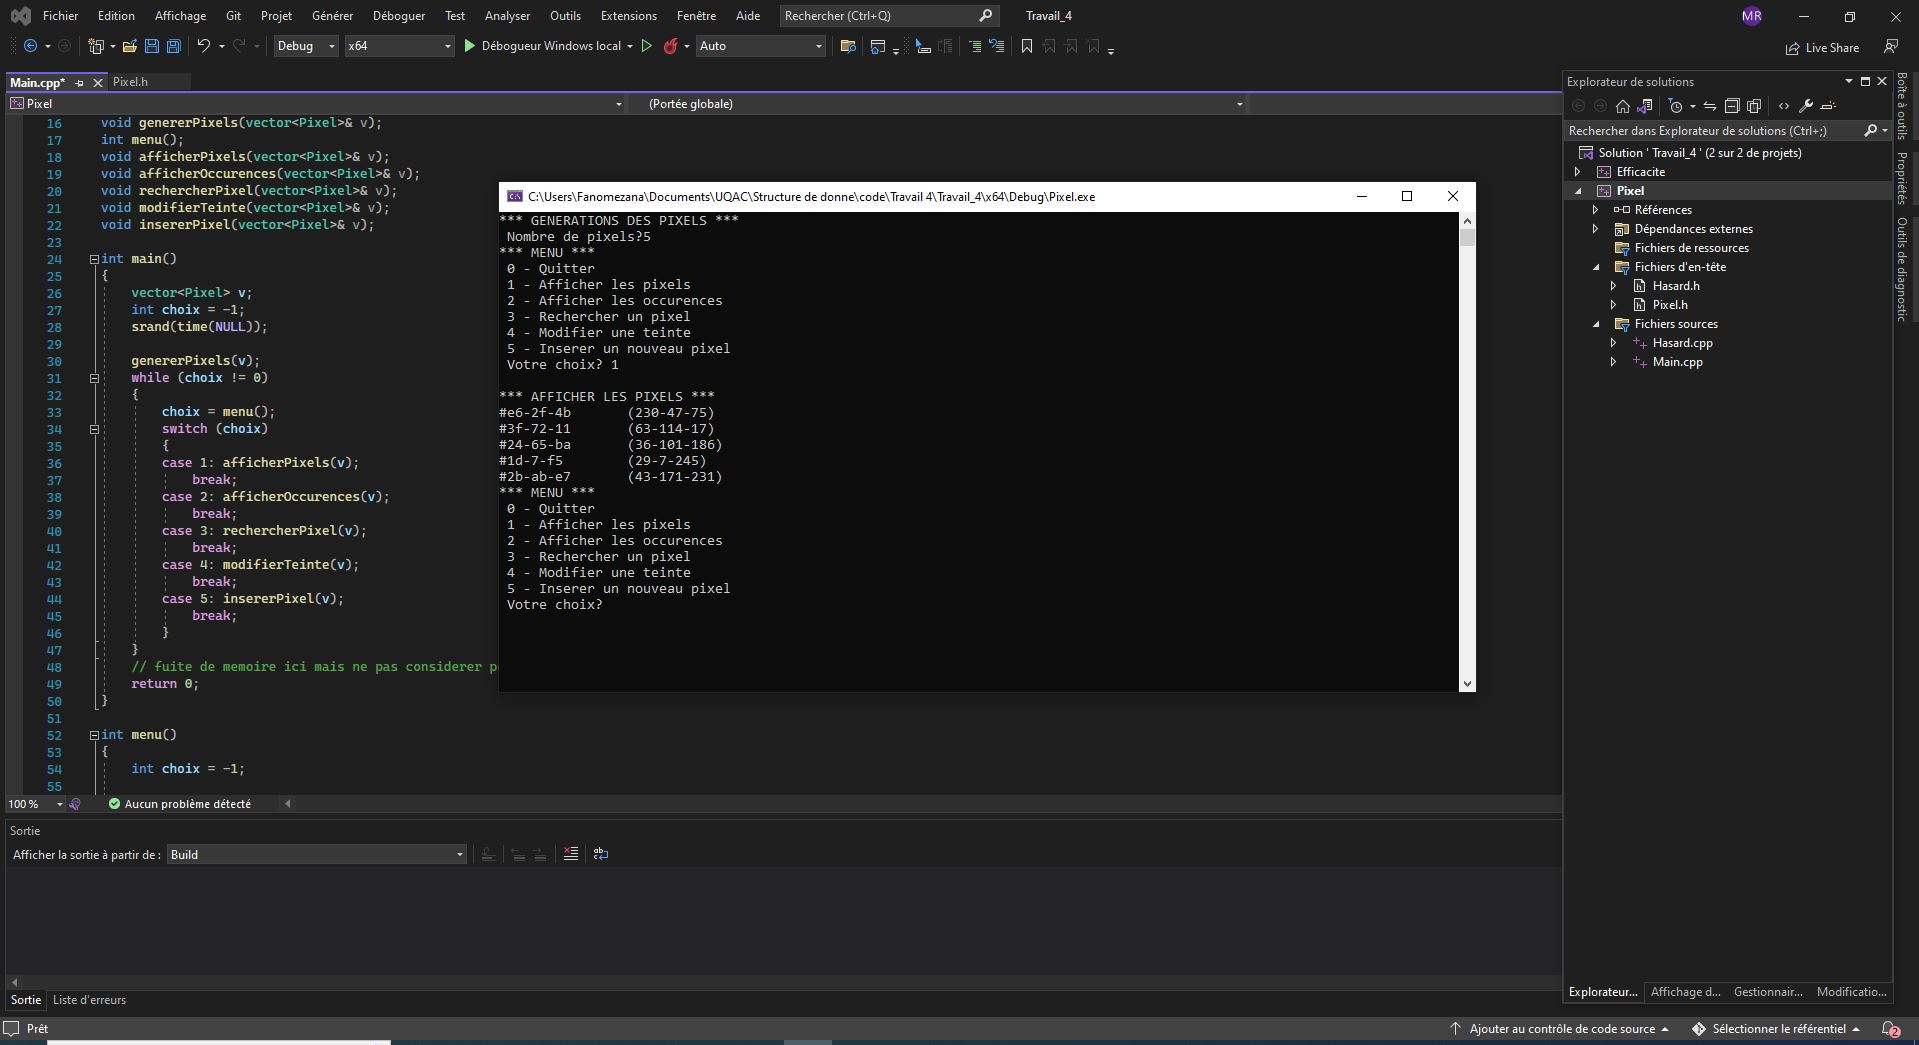 Fichier Edition Affichage Git Projet Générer Déboguer Test Analyser Outils Extensions Fenêtre Aide Rechercher (Ctrl+Q) Travail_4 MR
Debug x64 Débogueur Windows local Auto Live Share
Main.cpp* Pixel.h
Pixel (Portée globale)
16 void genererPixels(vector<Pixel>& v);
17 int menu();
18 void afficherPixels(vector<Pixel>& v);
19 void afficherOccurences(vector<Pixel>& v);
20 void rechercherPixel(vector<Pixel>& v);
21 void modifierTeinte(vector<Pixel>& v);
22 void insererPixel(vector<Pixel>& v);
23
24 int main()
25 {
26 vector<Pixel> v;
27 int choix = -1;
28 srand(time(NULL));
29
30 genererPixels(v);
31 while (choix != 0)
32 {
33 choix = menu();
34 switch (choix)
35 {
36 case 1: afficherPixels(v);
37 break;
38 case 2: afficherOccurences(v);
39 break;
40 case 3: rechercherPixel(v);
41 break;
42 case 4: modifierTeinte(v);
43 break;
44 case 5: insererPixel(v);
45 break;
46 }
47 }
48 // fuite de memoire ici mais ne pas considerer p
49 return 0;
50 }
51
52 int menu()
53 {
54 int choix = -1;
55
100 % Aucun problème détecté
C:\Users\Fanomezana\Documents\UQAC\Structure de donne\code\Travail 4\Travail_4\x64\Debug\Pixel.exe
*** GENERATIONS DES PIXELS ***
Nombre de pixels?5
*** MENU ***
0 - Quitter
1 - Afficher les pixels
2 - Afficher les occurences
3 - Rechercher un pixel
4 - Modifier une teinte
5 - Inserer un nouveau pixel
Votre choix? 1
*** AFFICHER LES PIXELS ***
#e6-2f-4b (230-47-75)
#3f-72-11 (63-114-17)
#24-65-ba (36-101-186)
#1d-7-f5 (29-7-245)
#2b-ab-e7 (43-171-231)
*** MENU ***
0 - Quitter
1 - Afficher les pixels
2 - Afficher les occurences
3 - Rechercher un pixel
4 - Modifier une teinte
5 - Inserer un nouveau pixel
Votre choix?
Explorateur de solutions
Rechercher dans Explorateur de solutions (Ctrl+;)
Solution ' Travail_4 ' (2 sur 2 de projets)
Efficacite
Pixel
Références
Dépendances externes
Fichiers de ressources
Fichiers d'en-tête
Hasard.h
Pixel.h
Fichiers sources
Hasard.cpp
Main.cpp
Explorateur... Affichage d... Gestionnair... Modificatio...
Boîte à outils
Propriétés
Outils de diagnostic
Sortie
Afficher la sortie à partir de : Build
Sortie Liste d'erreurs
Prêt Ajouter au contrôle de code source Sélectionner le référentiel 2